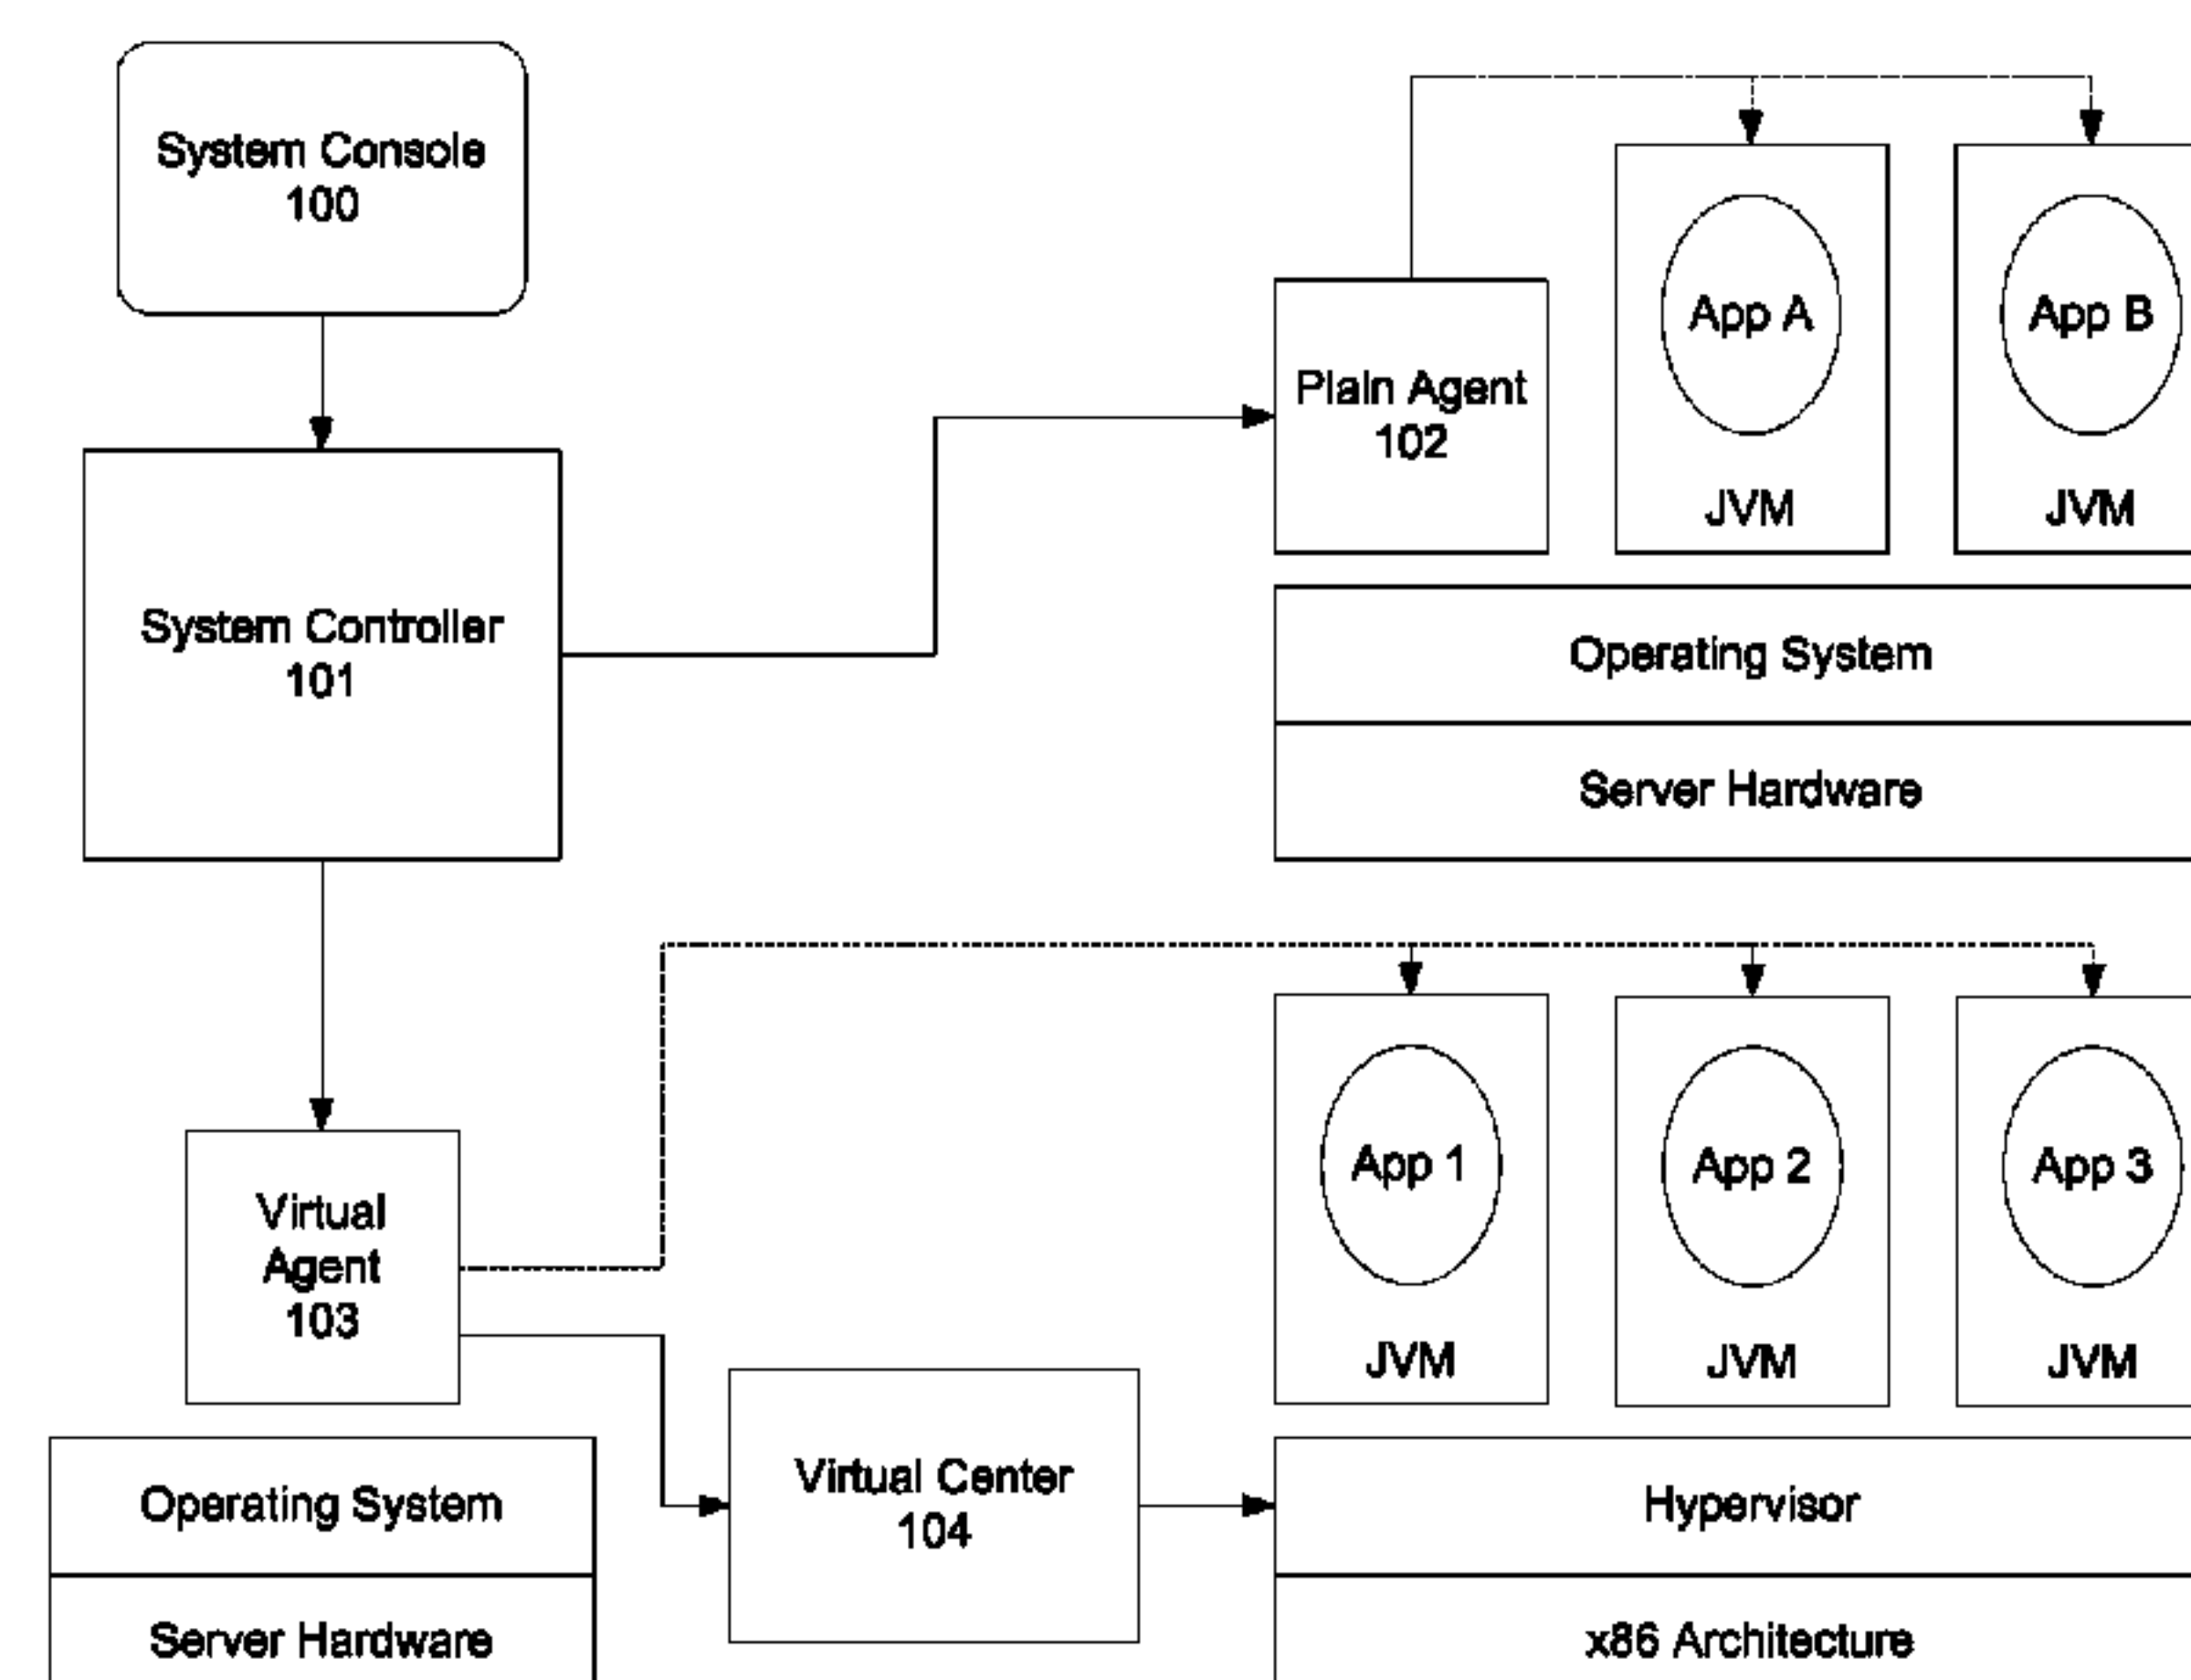 System Console
100
System Controller
101
Plain Agent
102
App A
JVM
App B
JVM
Operating System
Server Hardware
Virtual
Agent
103
Operating System
Server Hardware
Virtual Center
104
App 1
JVM
App 2
JVM
App 3
JVM
Hypervisor
x86 Architecture